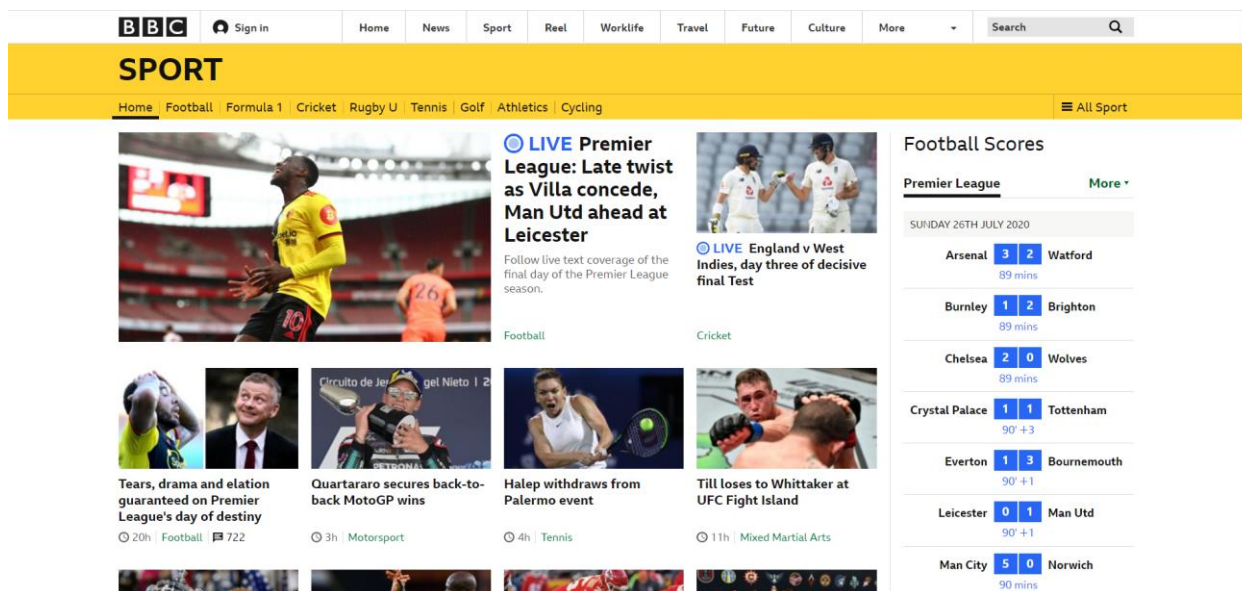 BBC Sign in Home News Sport Reel Worklife Travel Future Culture More Search
SPORT
Home Football Formula 1 Cricket Rugby U Tennis Golf Athletics Cycling All Sport
LIVE Premier
League: Late twist
as Villa concede,
Man Utd ahead at
Leicester
Follow live text coverage of the
final day of the Premier League
season.
Football
LIVE England v West
Indies, day three of decisive
final Test
Cricket
10
26
Circuito de Je gel Nieto
PETRONA
Tears, drama and elation
guaranteed on Premier
League's day of destiny
20h Football 722
Quartararo secures back-to-
back MotoGP wins
3h Motorsport
Halep withdraws from
Palermo event
4h Tennis
Till loses to Whittaker at
UFC Fight Island
11h Mixed Martial Arts
Football Scores
Premier League More
SUNDAY 26TH JULY 2020
Arsenal 3 2 Watford
89 mins
Burnley 1 2 Brighton
89 mins
Chelsea 2 0 Wolves
89 mins
Crystal Palace 1 1 Tottenham
90' +3
Everton 1 3 Bournemouth
90' +1
Leicester 0 1 Man Utd
90' +1
Man City 5 0 Norwich
90 mins